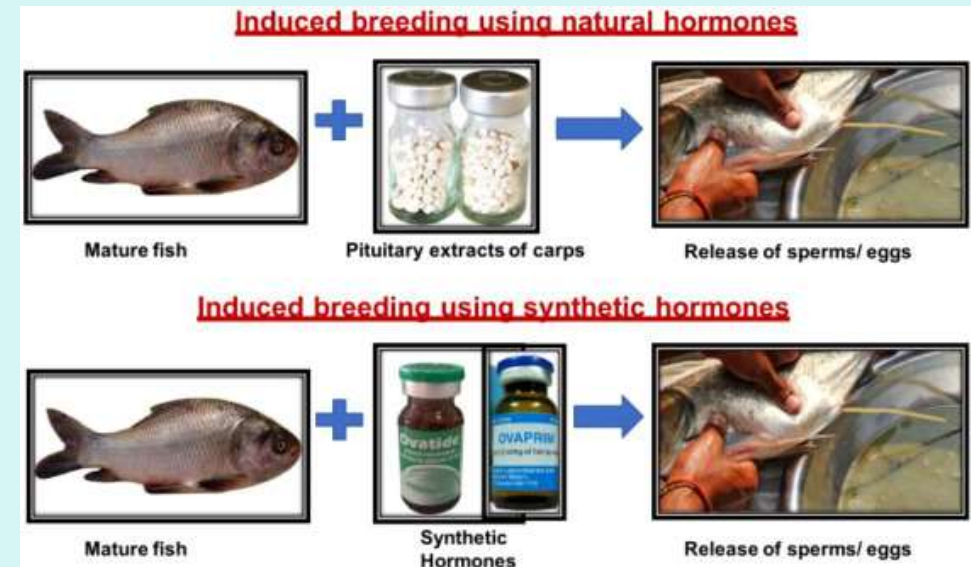 Induced breeding using natural hormones
Mature fish
Pituitary extracts of carps
Release of sperms/ eggs
Induced breeding using synthetic hormones
Ovatide
OVAPRIM
Mature fish
Synthetic
Hormones
Release of sperms/ eggs